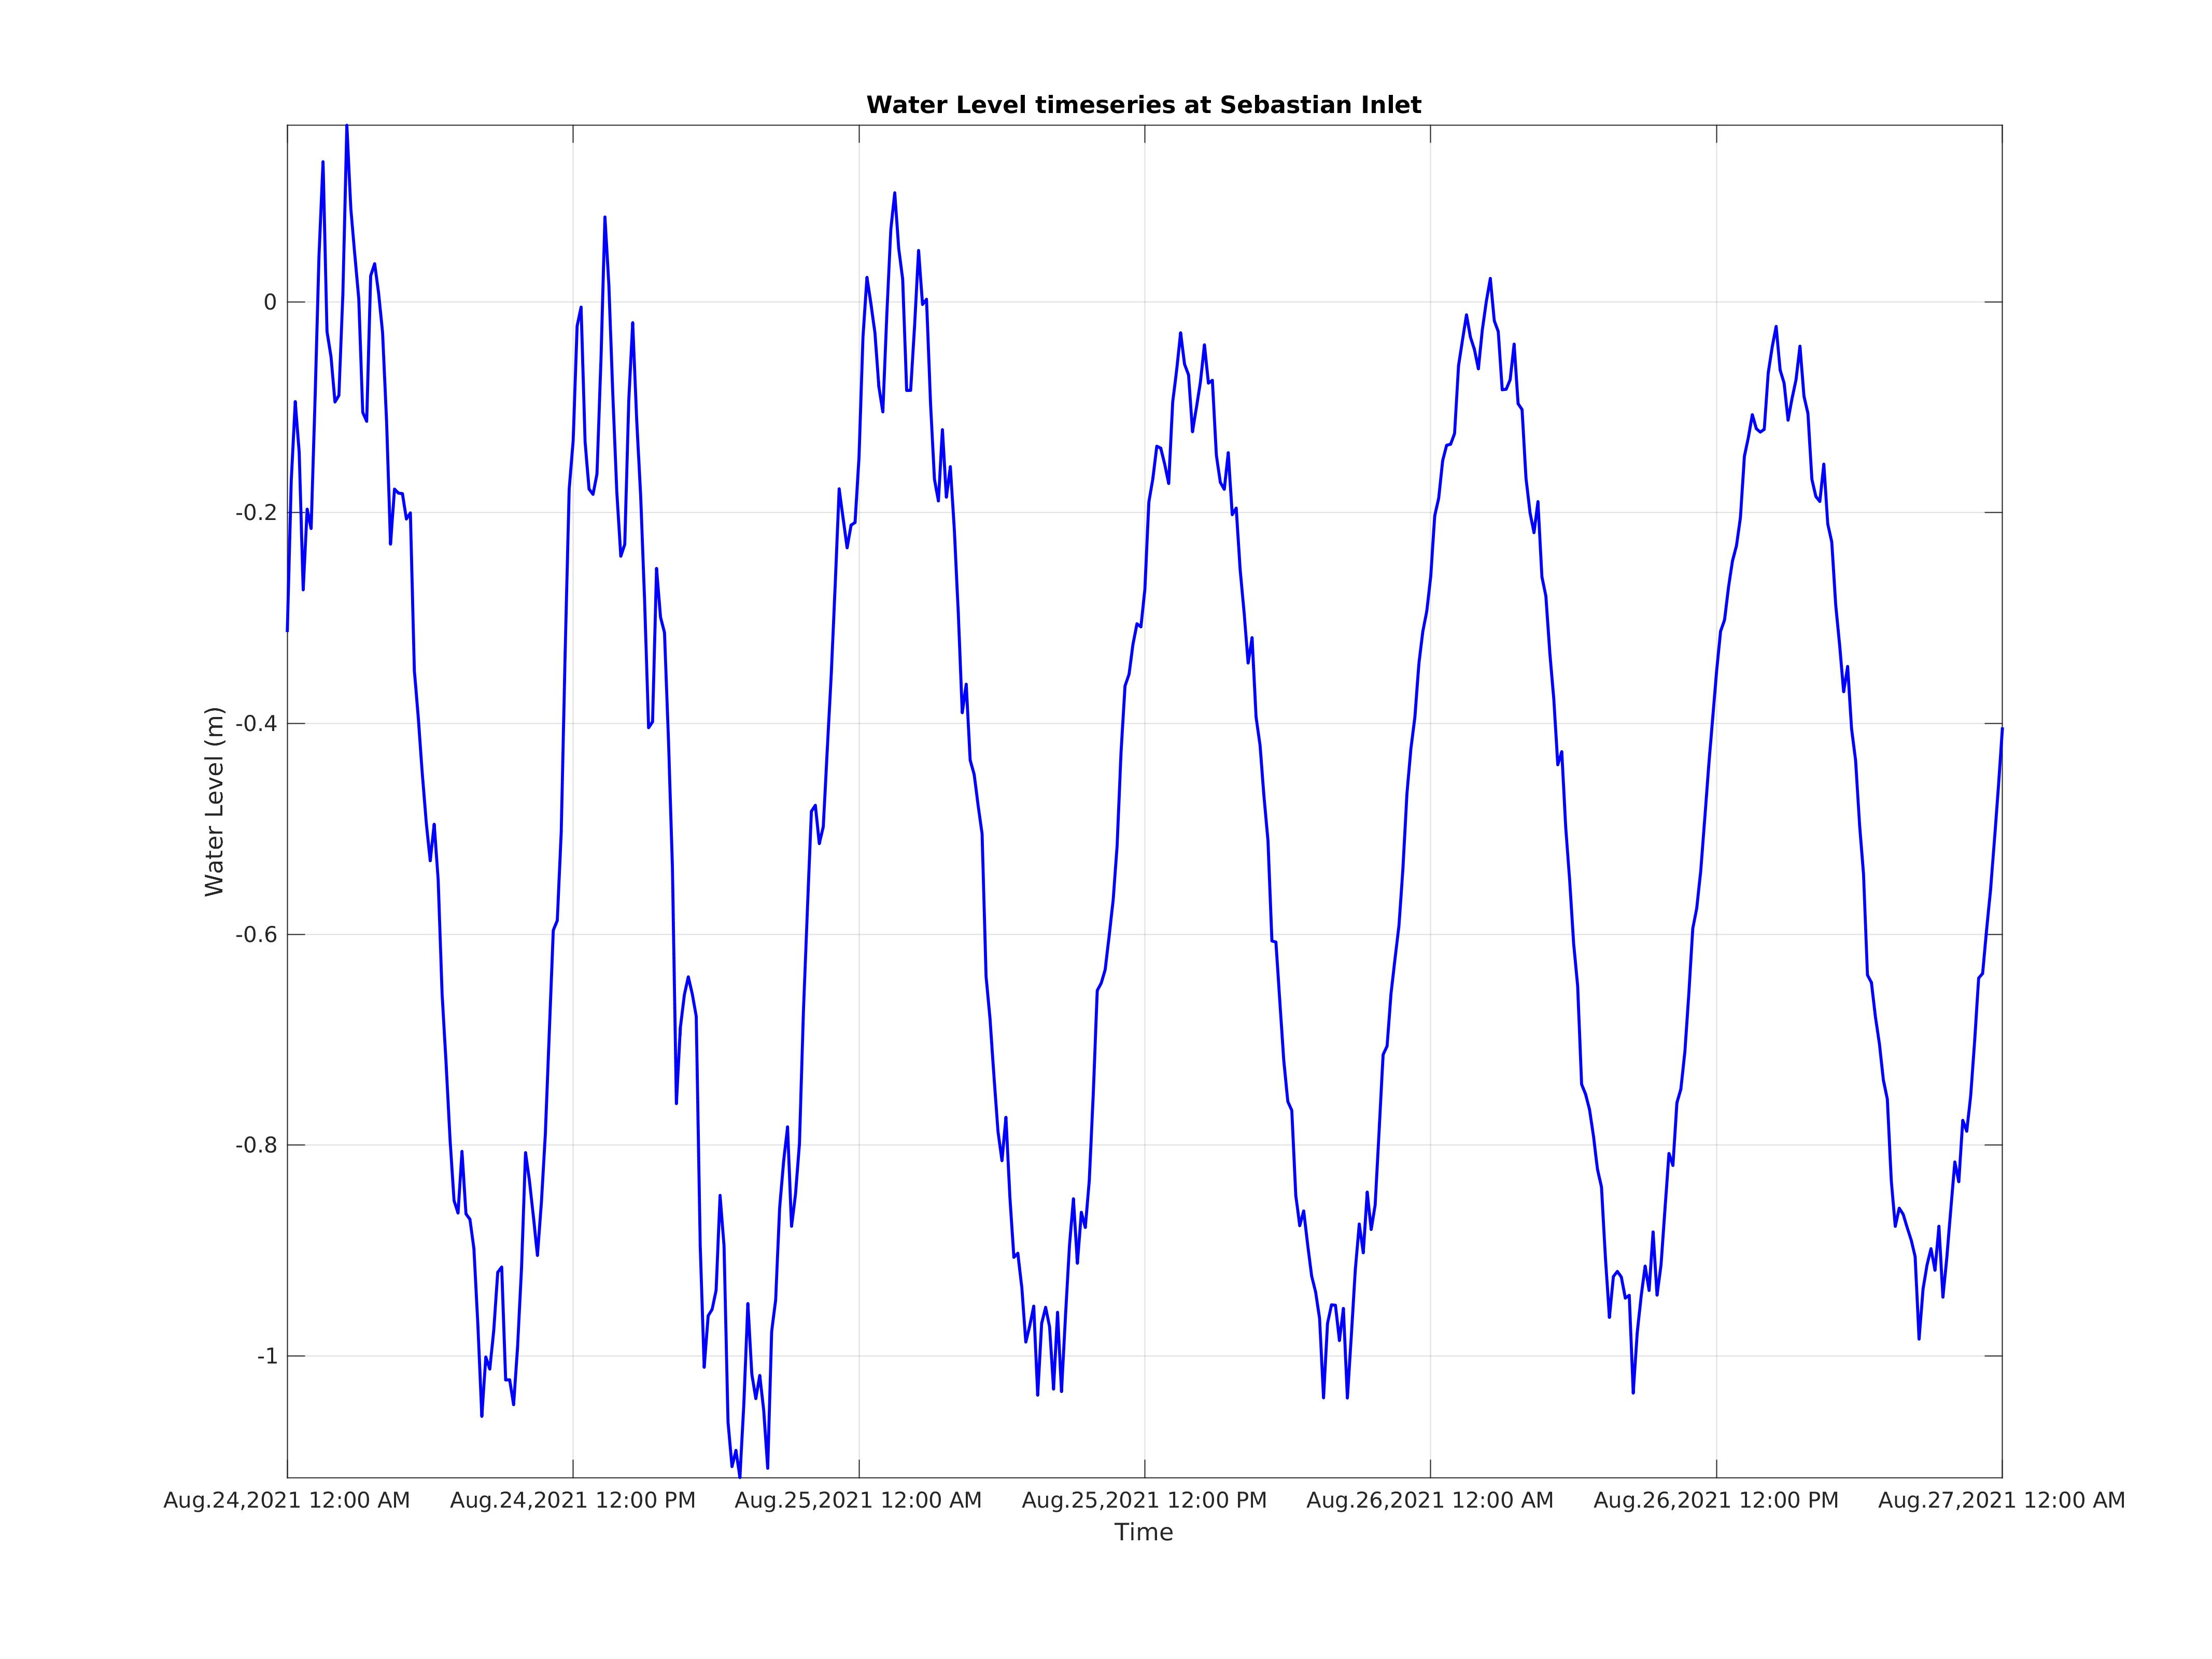 Water Level timeseries at Sebastian Inlet
0
-0.2
-0.4
-0.6
-0.8
-1
Water Level (m)
Aug.24,2021 12:00 AM
Aug.24,2021 12:00 PM
Aug.25,2021 12:00 AM
Aug.25,2021 12:00 PM
Aug.26,2021 12:00 AM
Aug.26,2021 12:00 PM
Aug.27,2021 12:00 AM
Time